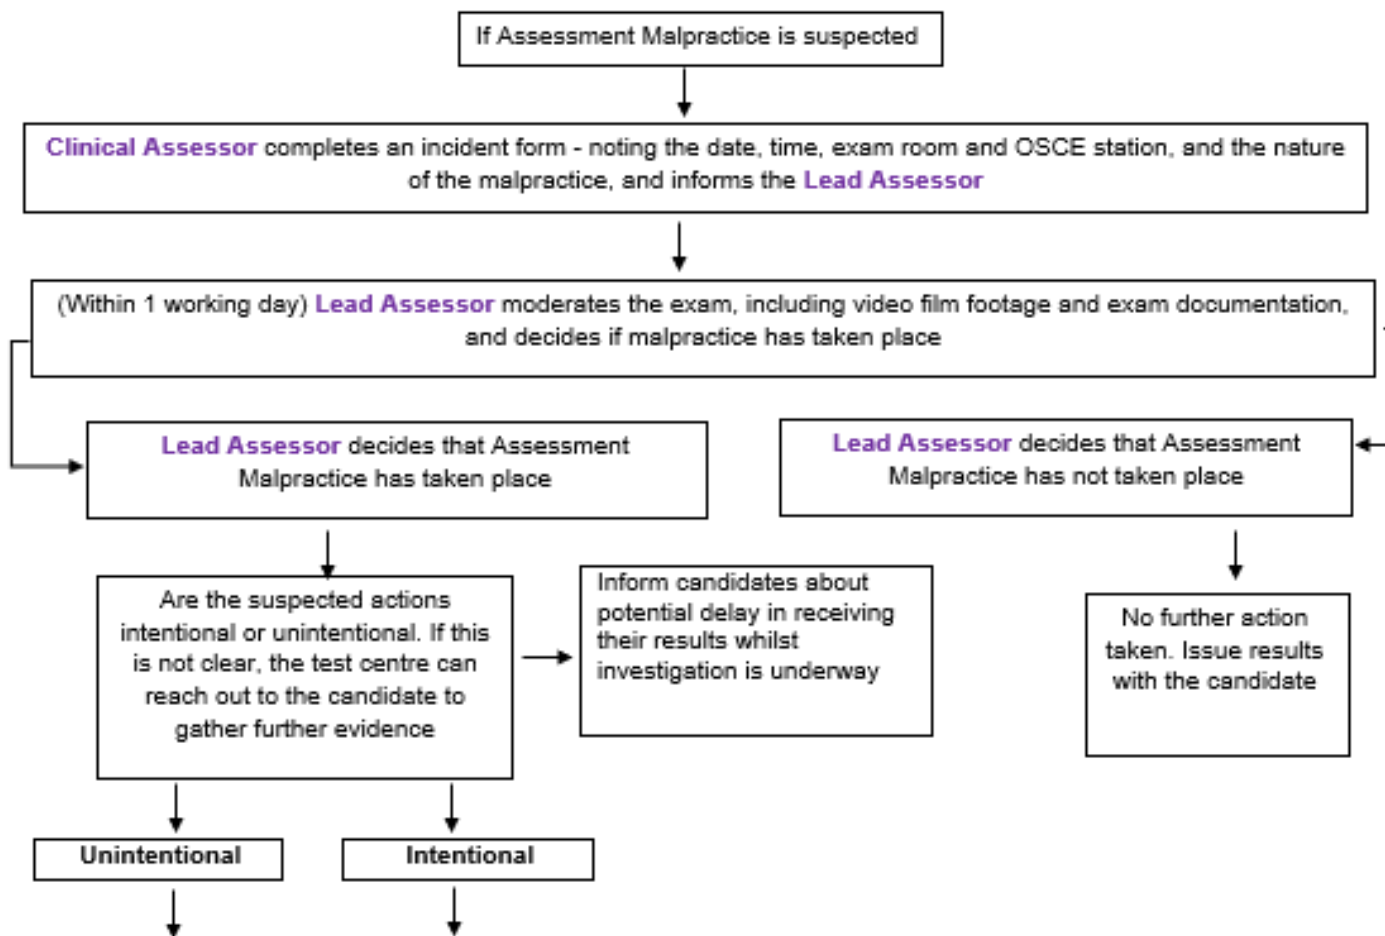 If Assessment Malpractice is suspected
Clinical Assessor completes an incident form - noting the date, time, exam room and OSCE station, and the nature
of the malpractice, and informs the Lead Assessor
(Within 1 working day) Lead Assessor moderates the exam, including video film footage and exam documentation,
and decides if malpractice has taken place
Lead Assessor decides that Assessment
Malpractice has taken place
Lead Assessor decides that Assessment
Malpractice has not taken place
Are the suspected actions
intentional or unintentional. If this
is not clear, the test centre can
reach out to the candidate to
gather further evidence
Inform candidates about
potential delay in receiving
their results whilst
investigation is underway
No further action
taken. Issue results
with the candidate
Unintentional
Intentional